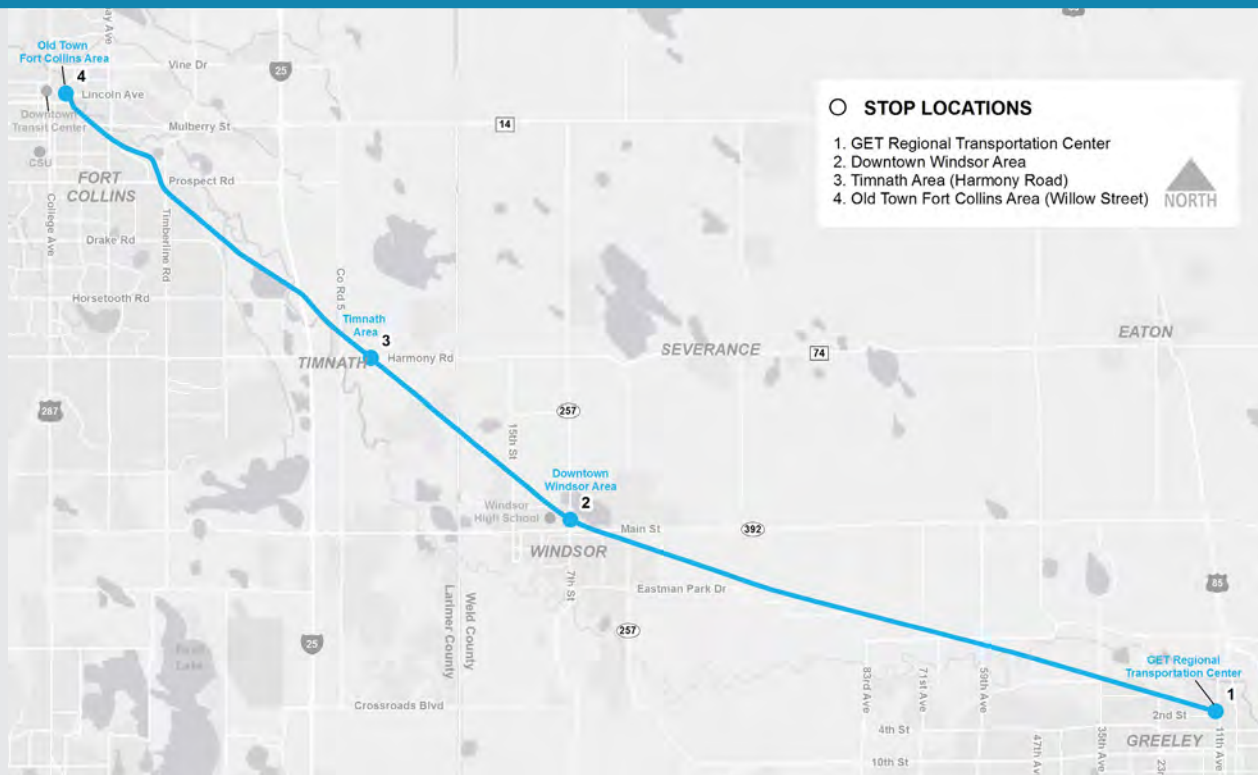 Old Town
Fort Collins Area
4
Vine Dr
25
Lincoln Ave
Downtown
Transit Center
Mulberry St
14
CSU
FORT
COLLINS
Prospect Rd
College Ave
Timberline Rd
Drake Rd
Horsetooth Rd
Co Rd 5
Timnath
Area
3
TIMNATH
Harmony Rd
SEVERANCE
74
EATON
287
257
15th St
Downtown
Windsor Area
2
Windsor
High School
Main St
392
WINDSOR
7th St
Eastman Park Dr
85
Larimer County
Weld County
257
25
Lake
Crossroads Blvd
83rd Ave
71st Ave
59th Ave
GET Regional
Transportation Center
1
2nd St
4th St
35th Ave
11th Ave
GREELEY
47th Ave
10th St
STOP LOCATIONS
1. GET Regional Transportation Center
2. Downtown Windsor Area
3. Timnath Area (Harmony Road)
4. Old Town Fort Collins Area (Willow Street)
NORTH